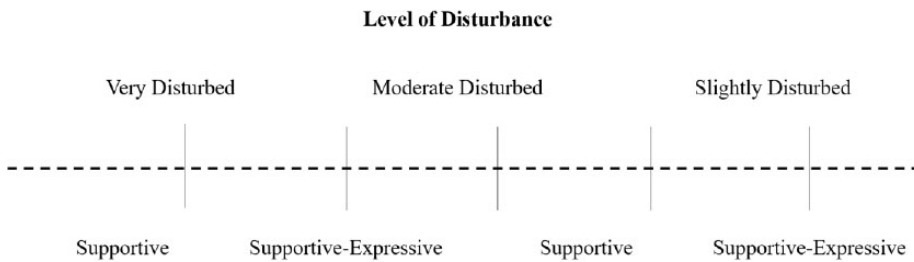 Level of Disturbance
Very Disturbed Moderate Disturbed Slightly Disturbed
Supportive Supportive-Expressive Supportive Supportive-Expressive